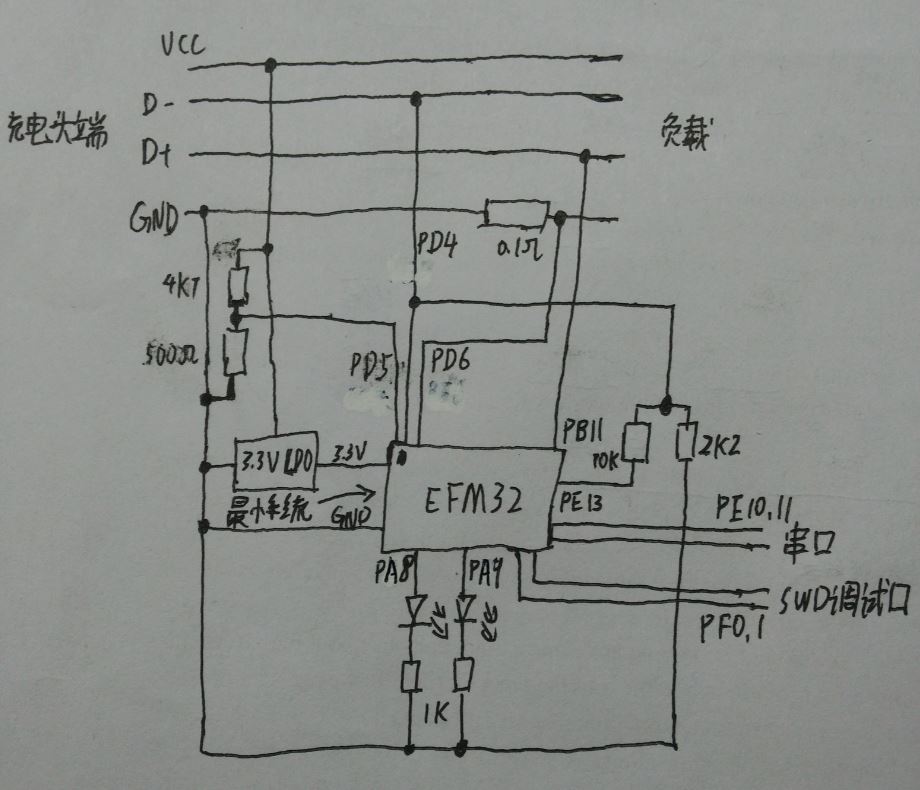 VCC
D-
充电头端
D+
负载
GND
PD4
0.1Ω
4K7
500Ω
PD5
PD6
PB11
10K
2K2
3.3V LDO
3.3V
EFM32
PE13
最小系统
GND
PE10,11
串口
PA8
PA9
SWD调试口
PF0,1
1K